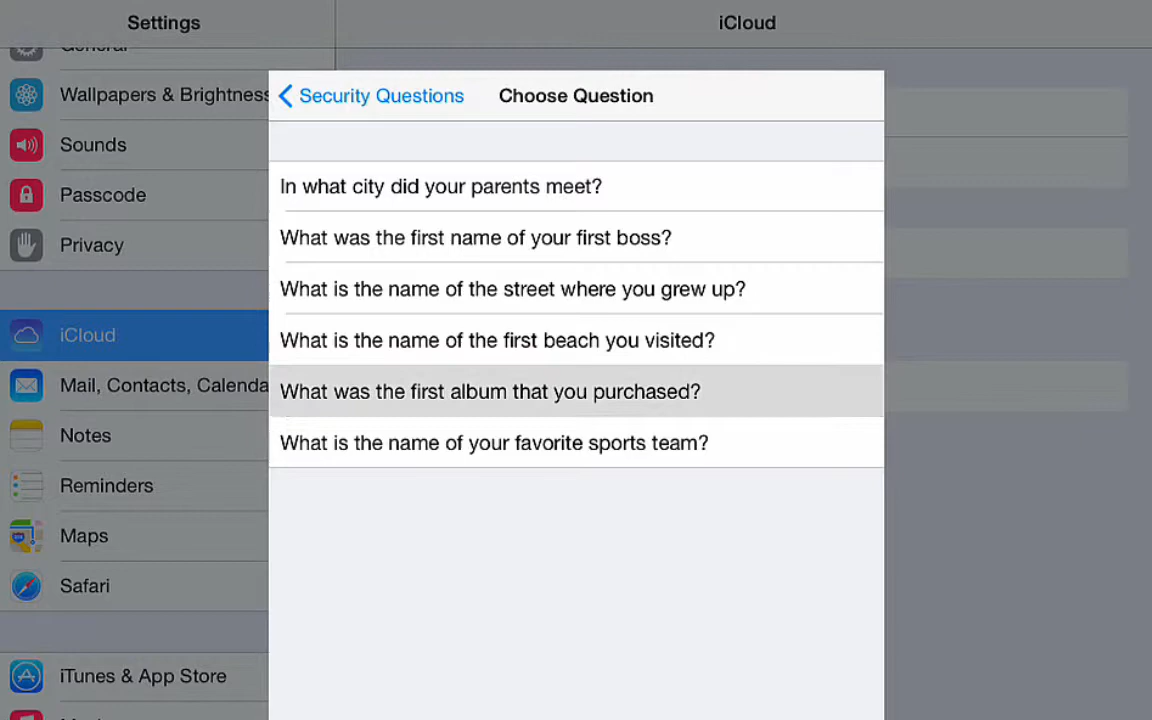 Settings
iCloud
General
Wallpapers & Brightness
Sounds
Passcode
Privacy
iCloud
Mail, Contacts, Calenda
Notes
Reminders
Maps
Safari
iTunes & App Store
Security Questions
Choose Question
In what city did your parents meet?
What was the first name of your first boss?
What is the name of the street where you grew up?
What is the name of the first beach you visited?
What was the first album that you purchased?
What is the name of your favorite sports team?